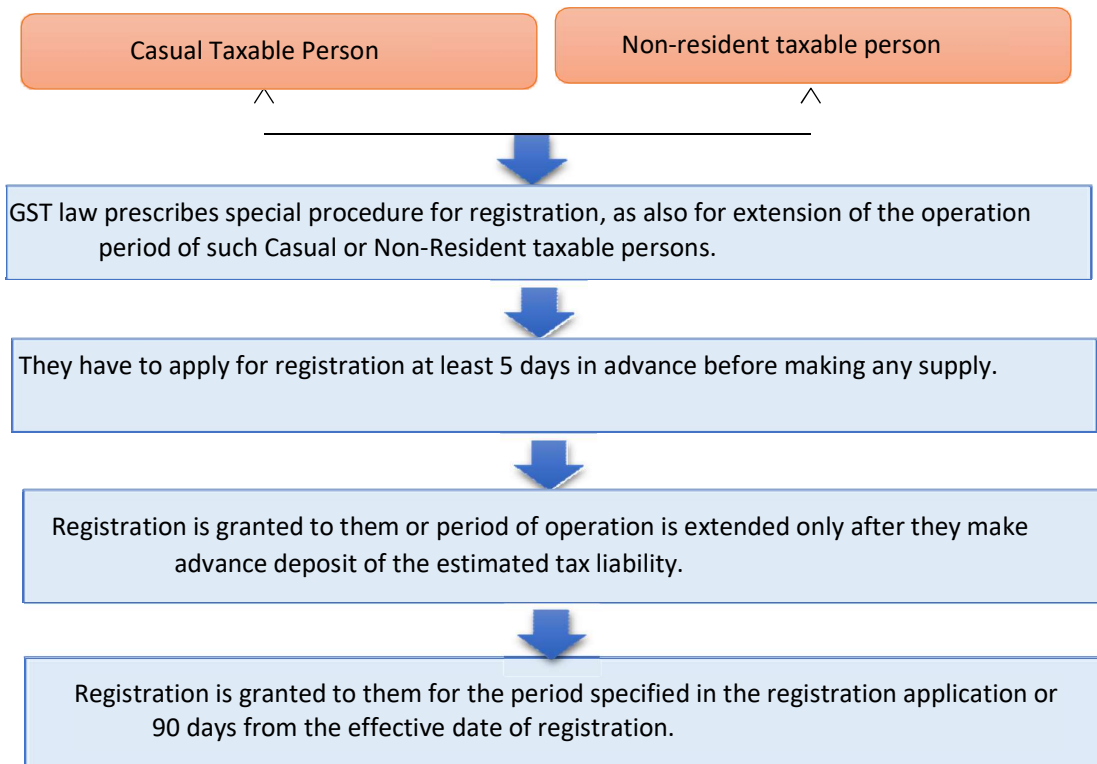 Casual Taxable Person
Non-resident taxable person
GST law prescribes special procedure for registration, as also for extension of the operation
period of such Casual or Non-Resident taxable persons.
They have to apply for registration at least 5 days in advance before making any supply.
Registration is granted to them or period of operation is extended only after they make
advance deposit of the estimated tax liability.
Registration is granted to them for the period specified in the registration application or
90 days from the effective date of registration.